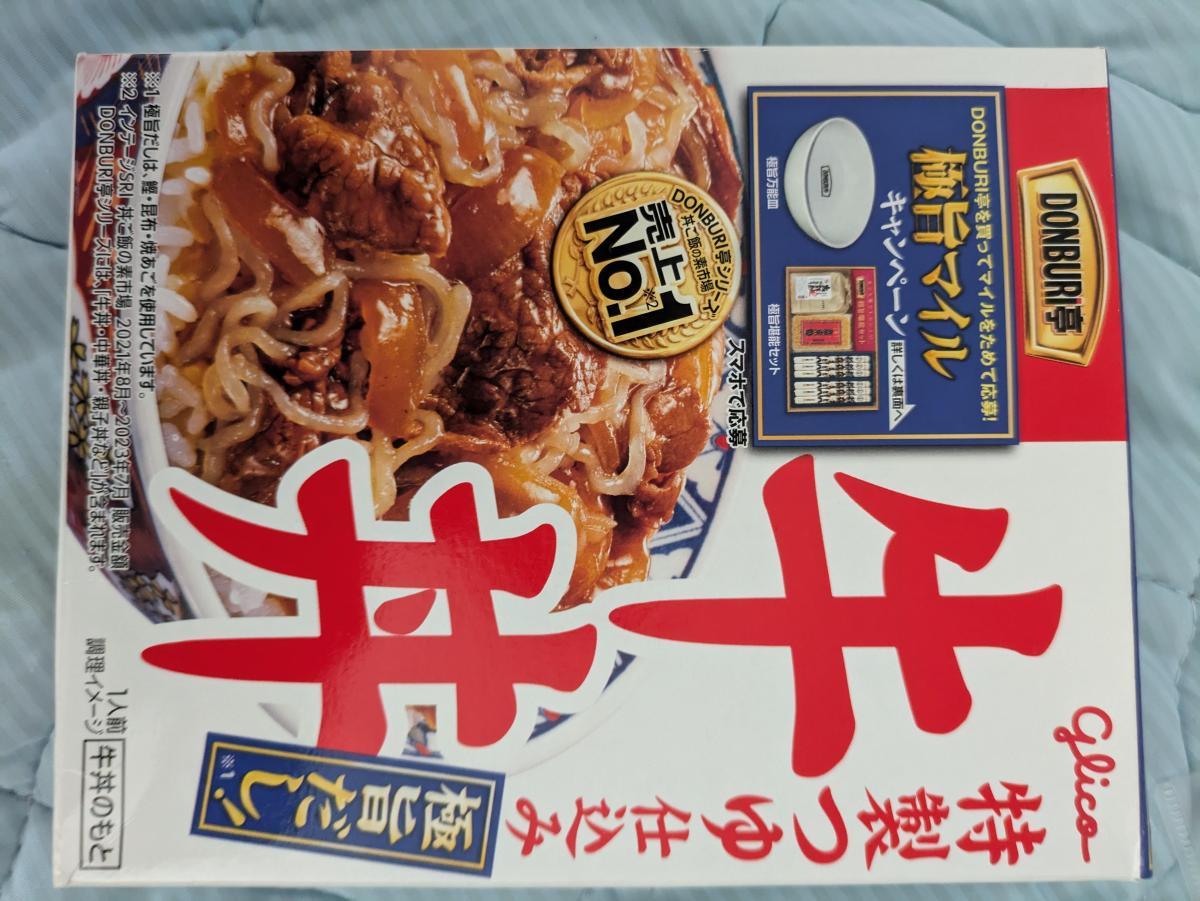 DONBURI亭
DONBURI亭を買ってマイルをためて応募!
極旨マイル
キャンペーン
詳しくは裏面へ
極旨万能皿
極旨堪能セット
スマホで応募
Glico
牛丼
特製つゆ仕込み
極旨だし!
※1
DONBURI亭シリーズ
丼ご飯の素市場
※2
売上
No.1
※1 極旨だしは、鰹・昆布・焼あごを使用しています。
※2 インテージSRI+ 丼ご飯の素市場 2021年8月~2023年7月 販売金額
DONBURI亭シリーズには、「牛丼・中華丼・親子丼など」が含まれます。
1人前
調理イメージ
牛丼のもと